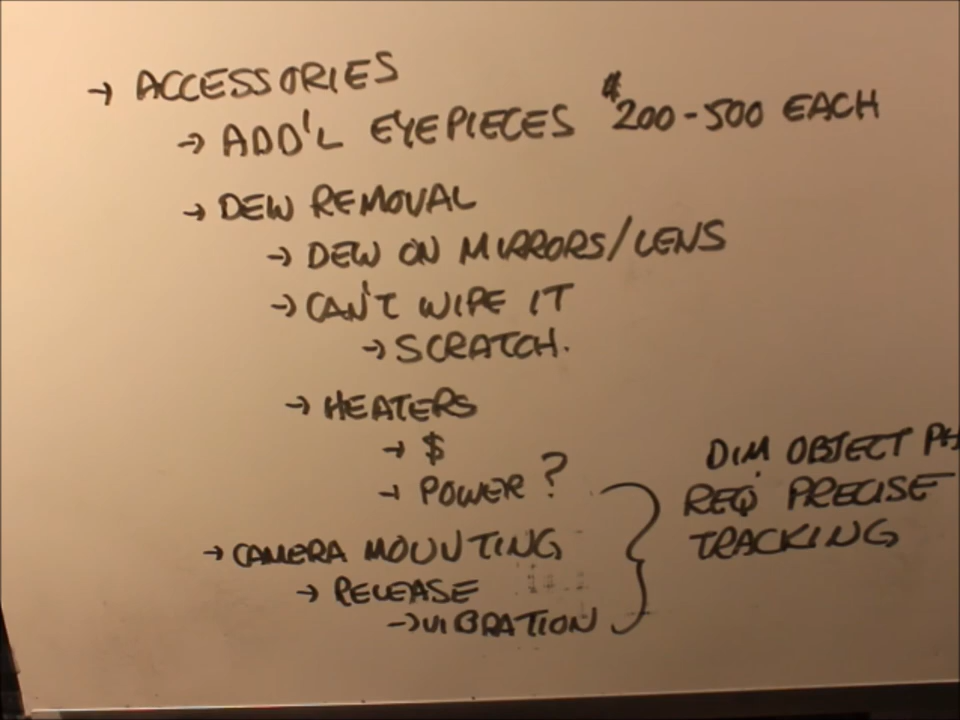 → ACCESSORIES
→ ADD'L EYEPIECES $200-500 EACH
→ DEW REMOVAL
→ DEW ON MIRRORS/LENS
→ CAN'T WIPE IT
→ SCRATCH.
→ HEATERS
→ $
→ POWER?
→ CAMERA MOUNTING
→ RELEASE
→ VIBRATION
DIM OBJECT
REQ PRECISE
TRACKING